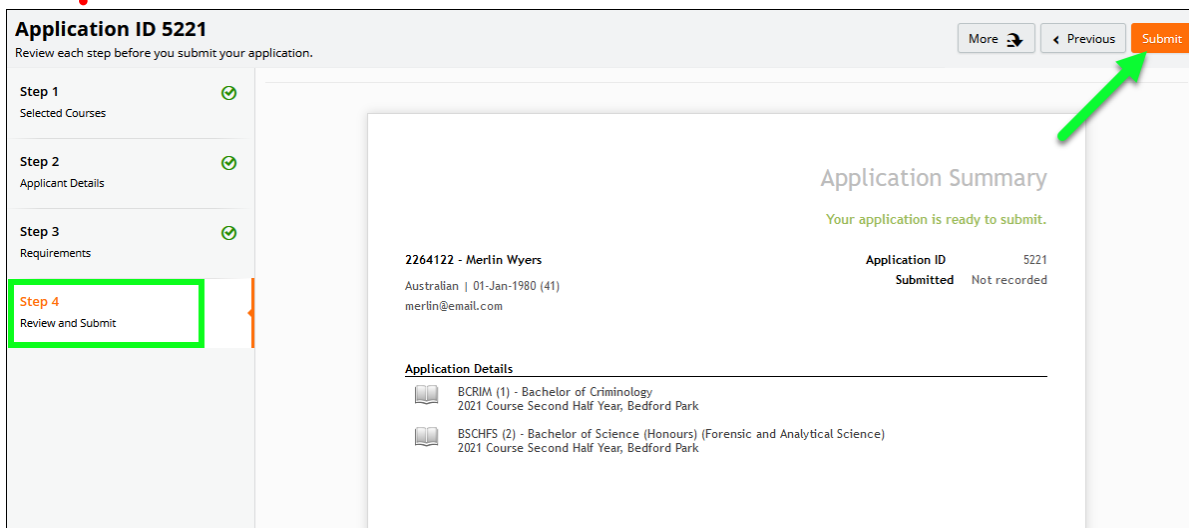 Application ID 5221
Review each step before you submit your application.
More
Previous
Submit
Step 1
Selected Courses
Step 2
Applicant Details
Step 3
Requirements
Step 4
Review and Submit
Application Summary
Your application is ready to submit.
2264122 - Merlin Wyers
Australian | 01-Jan-1980 (41)
merlin@email.com
Application ID 5221
Submitted Not recorded
Application Details
BCRIM (1) - Bachelor of Criminology
2021 Course Second Half Year, Bedford Park
BSCHFS (2) - Bachelor of Science (Honours) (Forensic and Analytical Science)
2021 Course Second Half Year, Bedford Park